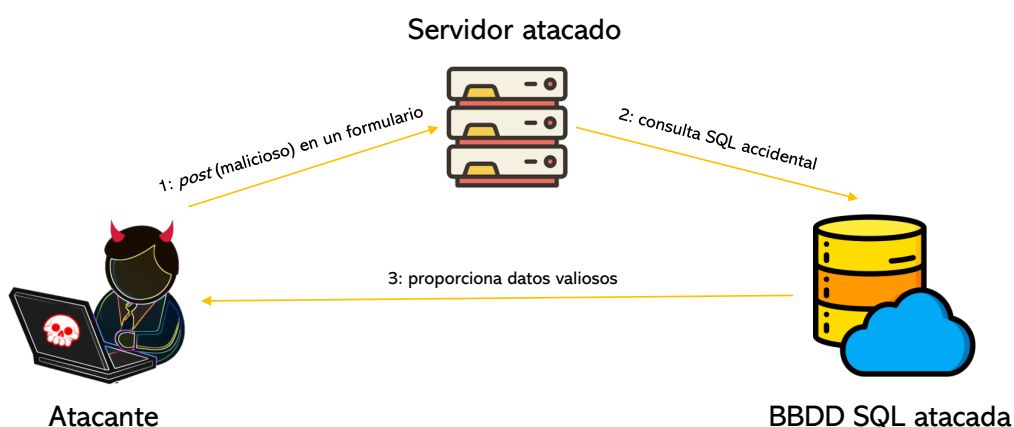 Servidor atacado
1: post (malicioso) en un formulario
2: consulta SQL accidental
3: proporciona datos valiosos
Atacante
BBDD SQL atacada